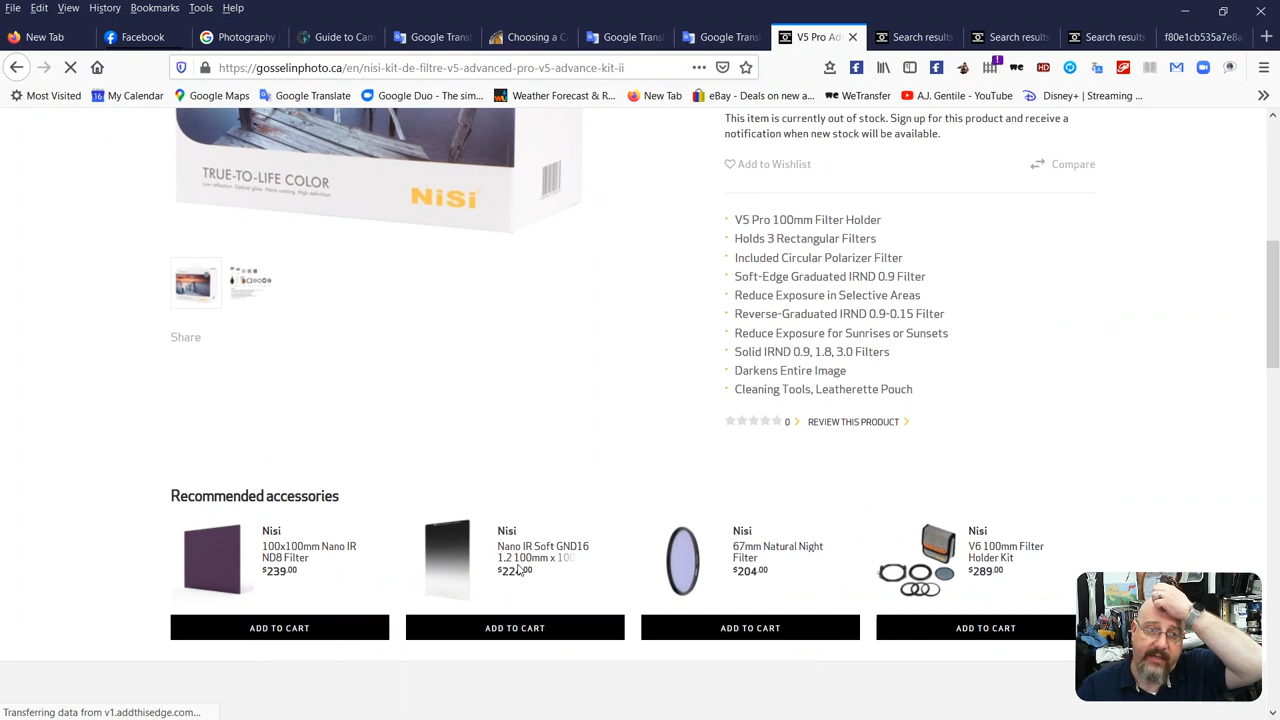 File Edit View History Bookmarks Tools Help
New Tab Facebook Photography Guide to Cam Google Trans Choosing a C Google Trans Google Trans V5 Pro Adv Search results Search results Search results f80e1cb535a7e8a
https://gosselinphoto.ca/en/nisi-kit-de-filtre-v5-advanced-pro-v5-advance-kit-ii
Most Visited 16 My Calendar Google Maps Google Translate Google Duo - The sim... Weather Forecast & R... New Tab eBay - Deals on new a... WeTransfer A.J. Gentile - YouTube Disney+ | Streaming ...
This item is currently out of stock. Sign up for this product and receive a
notification when new stock will be available.
TRUE-TO-LIFE COLOR
NiSi
Add to Wishlist Compare
V5 Pro 100mm Filter Holder
Holds 3 Rectangular Filters
Included Circular Polarizer Filter
Soft-Edge Graduated IRND 0.9 Filter
Reduce Exposure in Selective Areas
Reverse-Graduated IRND 0.9-0.15 Filter
Reduce Exposure for Sunrises or Sunsets
Solid IRND 0.9, 1.8, 3.0 Filters
Darkens Entire Image
Cleaning Tools, Leatherette Pouch
Share
0 REVIEW THIS PRODUCT
Recommended accessories
Nisi
100x100mm Nano IR
ND8 Filter
$239.00
ADD TO CART
Nisi
Nano IR Soft GND16
1.2 100mm x 100
$224.00
ADD TO CART
Nisi
67mm Natural Night
Filter
$204.00
ADD TO CART
Nisi
V6 100mm Filter
Holder Kit
$289.00
ADD TO CART
Transferring data from v1.addthisedge.com...